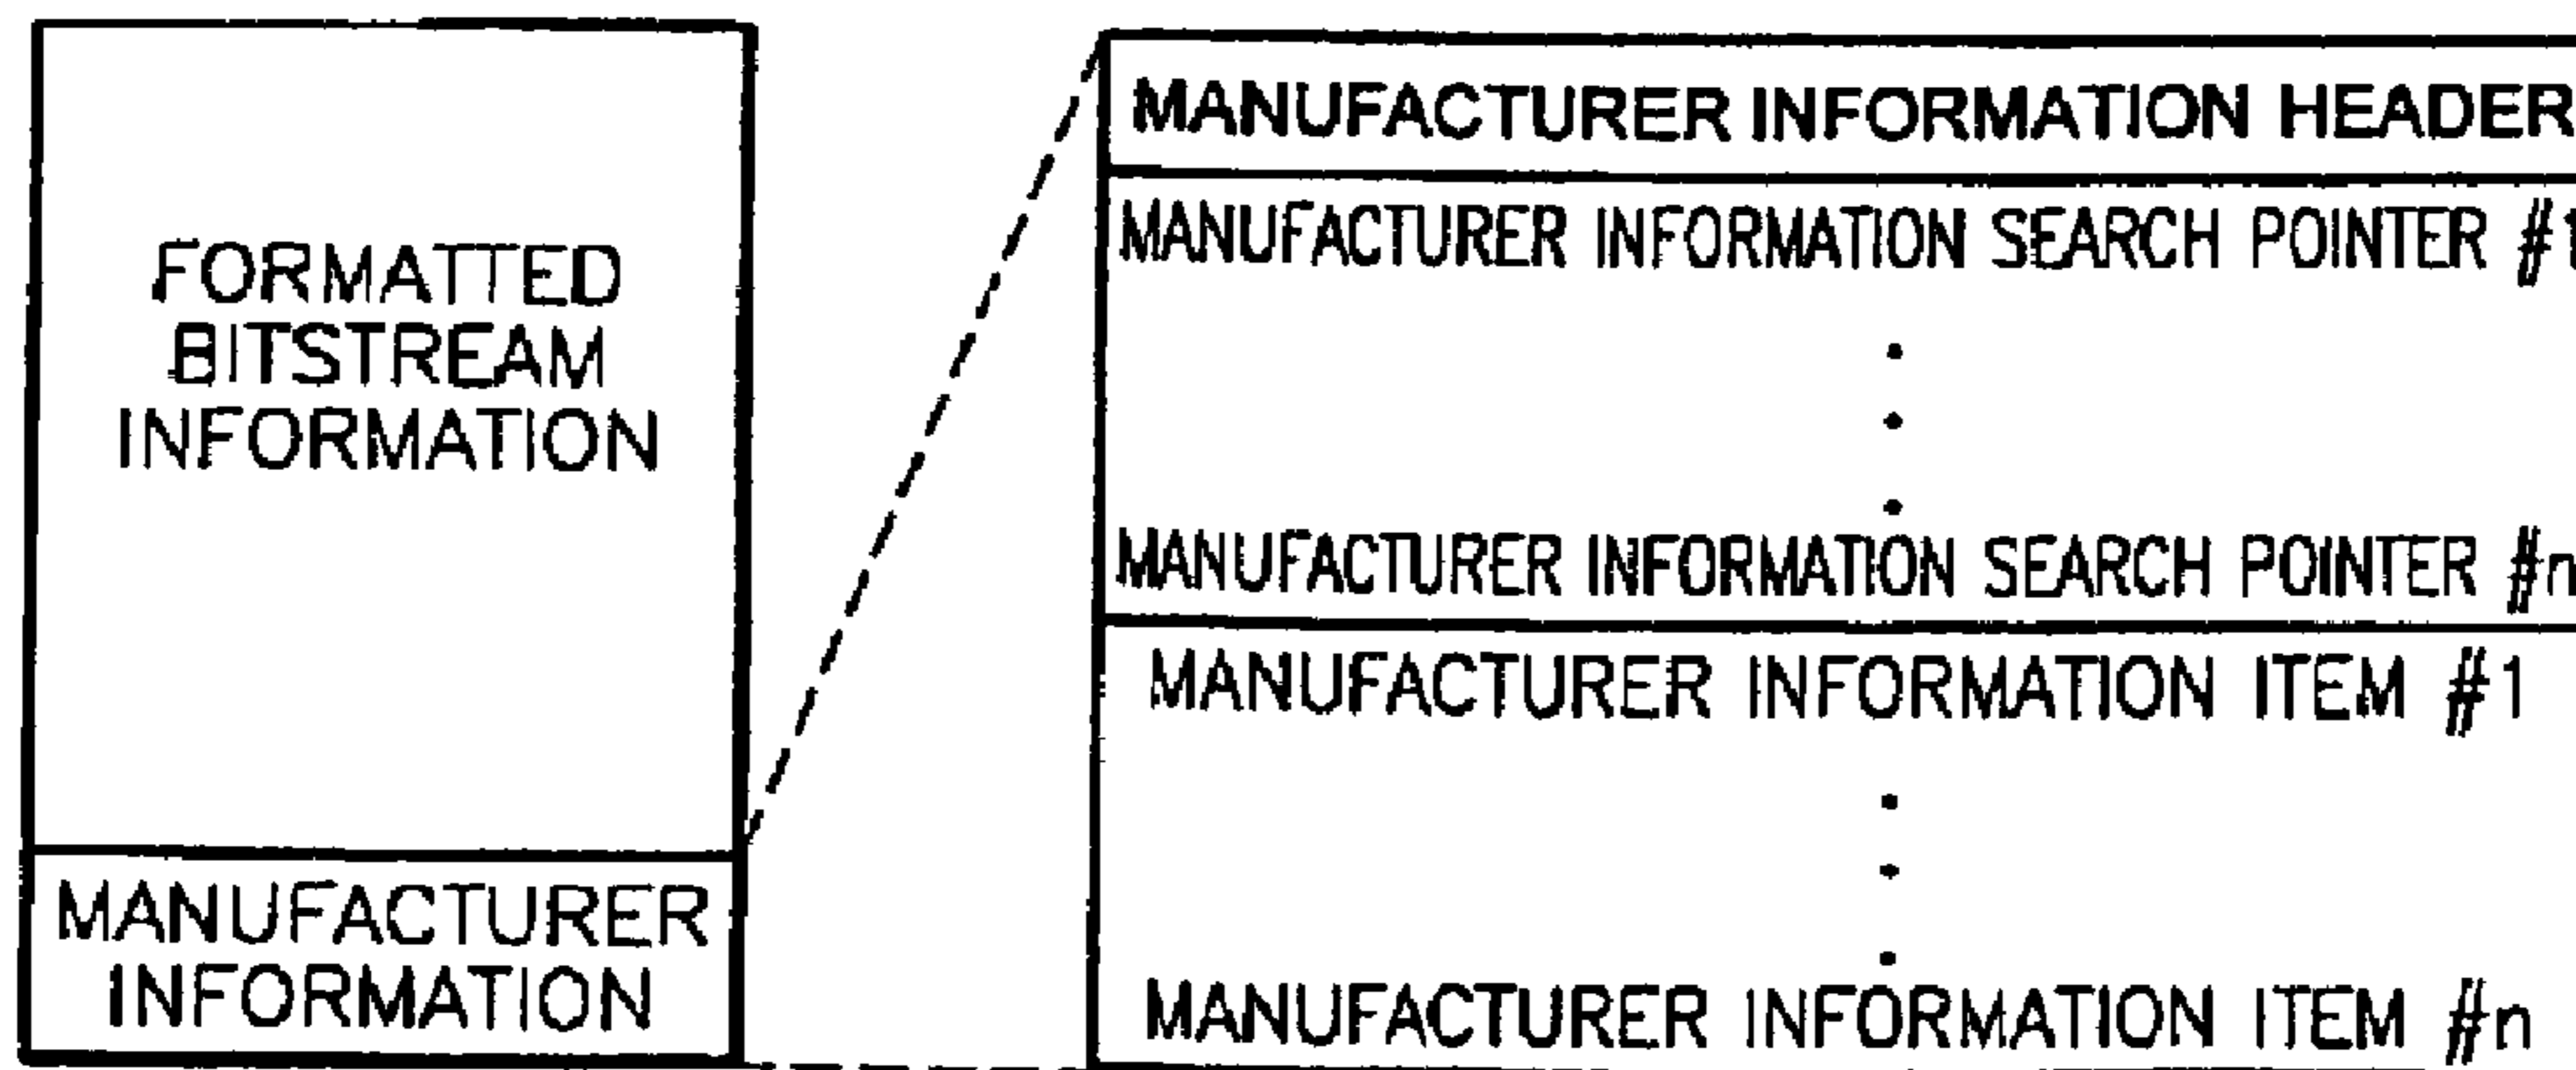 FORMATTED
BITSTREAM
INFORMATION
MANUFACTURER
INFORMATION
MANUFACTURER INFORMATION HEADER
MANUFACTURER INFORMATION SEARCH POINTER #1
MANUFACTURER INFORMATION SEARCH POINTER #n
MANUFACTURER INFORMATION ITEM #1
MANUFACTURER INFORMATION ITEM #n